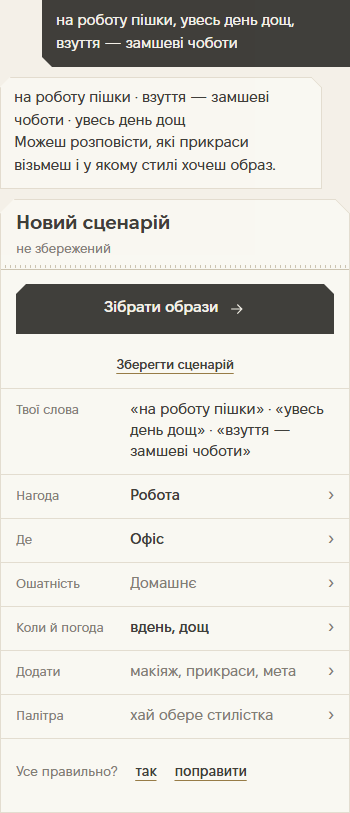 на роботу пішки, увесь день дощ,
взуття — замшеві чоботи
на роботу пішки · взуття — замшеві
чоботи · увесь день дощ
Можеш розповісти, які прикраси
візьмеш і у якому стилі хочеш образ.
Новий сценарій
не збережений
Зібрати образи →
Зберегти сценарій
Твої слова «на роботу пішки» · «увесь
день дощ» · «взуття —
замшеві чоботи»
Нагода Робота ›
Де Офіс ›
Ошатність Домашнє ›
Коли й погода вдень, дощ ›
Додати макіяж, прикраси, мета ›
Палітра хай обере стилістка ›
Усе правильно? так поправити